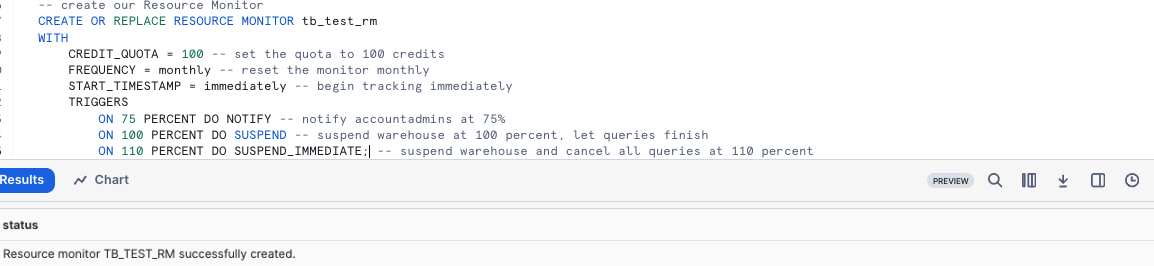 -- create our Resource Monitor
CREATE OR REPLACE RESOURCE MONITOR tb_test_rm
WITH
CREDIT_QUOTA = 100 -- set the quota to 100 credits
FREQUENCY = monthly -- reset the monitor monthly
START_TIMESTAMP = immediately -- begin tracking immediately
TRIGGERS
ON 75 PERCENT DO NOTIFY -- notify accountadmins at 75%
ON 100 PERCENT DO SUSPEND -- suspend warehouse at 100 percent, let queries finish
ON 110 PERCENT DO SUSPEND_IMMEDIATE; -- suspend warehouse and cancel all queries at 110 percent
Results Chart PREVIEW
status
Resource monitor TB_TEST_RM successfully created.